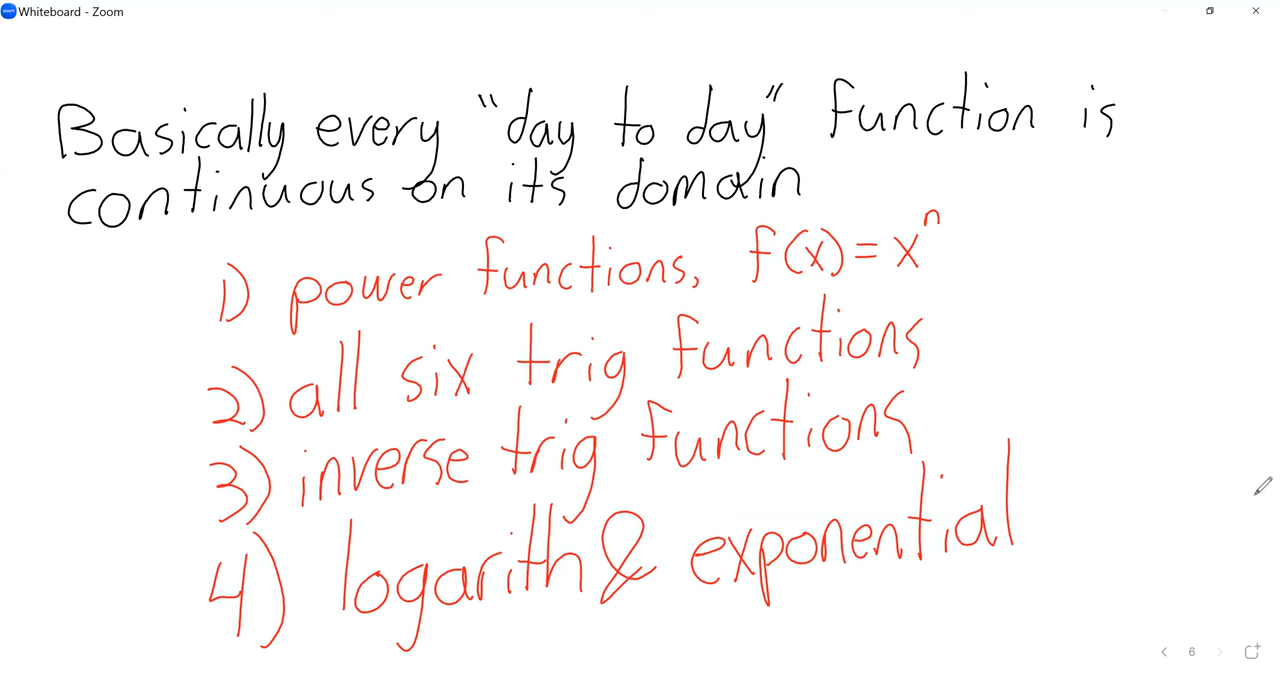 Whiteboard - Zoom
Basically every "day to day" function is
continuous on its domain
1) power functions, f(x) = xⁿ
2) all six trig functions
3) inverse trig functions
4) logarith & exponential
6